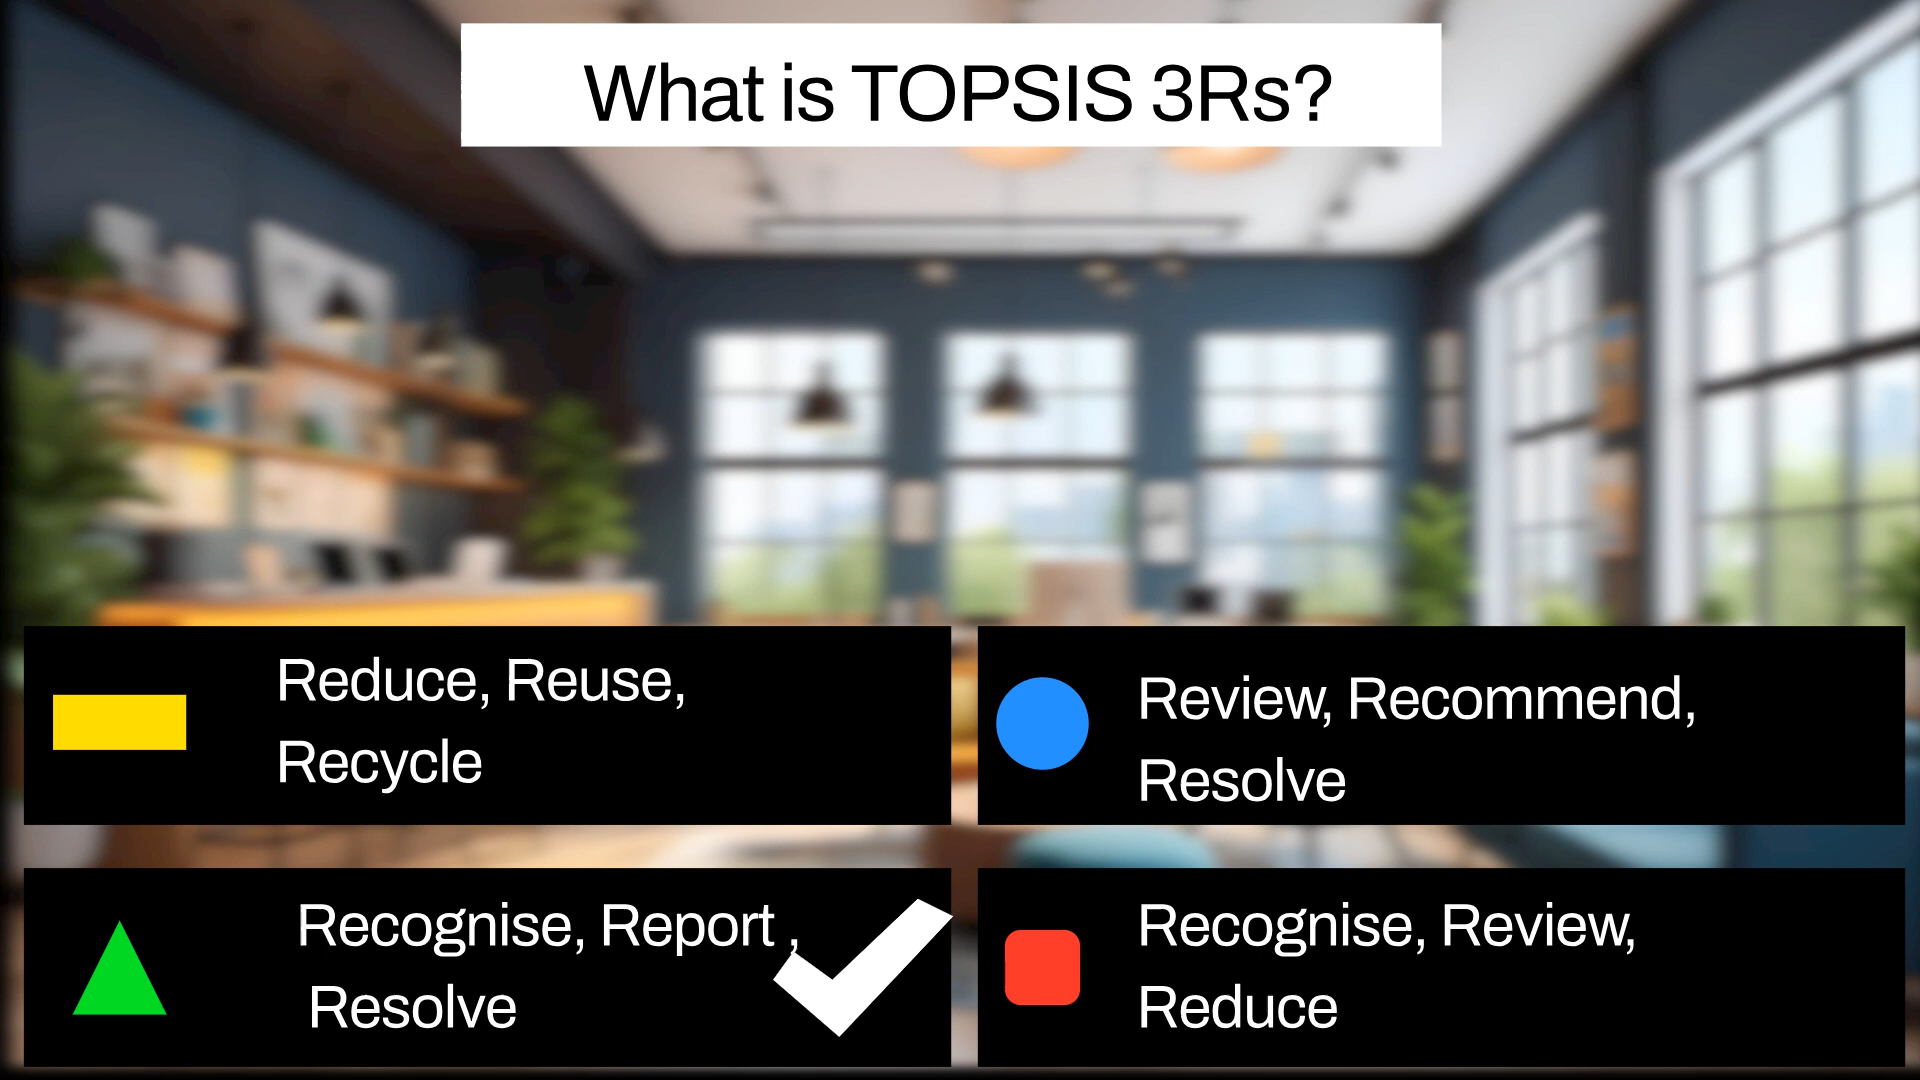 What is TOPSIS 3Rs?
Reduce, Reuse,
Recycle
Review, Recommend,
Resolve
Recognise, Report ,
Resolve
Recognise, Review,
Reduce